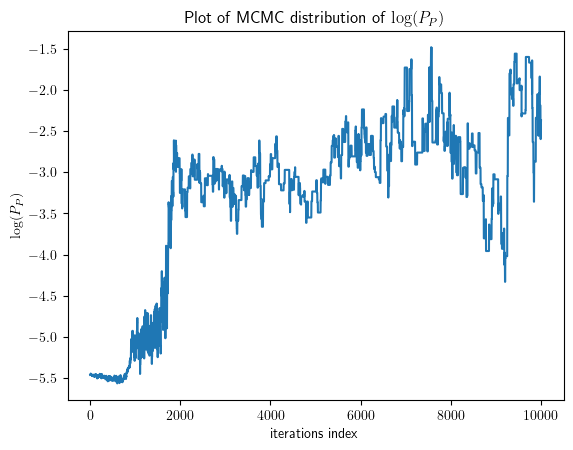 Plot of MCMC distribution of log(P_P)
−1.5
−2.0
−2.5
−3.0
−3.5
−4.0
−4.5
−5.0
−5.5
log(P_P)
0 2000 4000 6000 8000 10000
iterations index